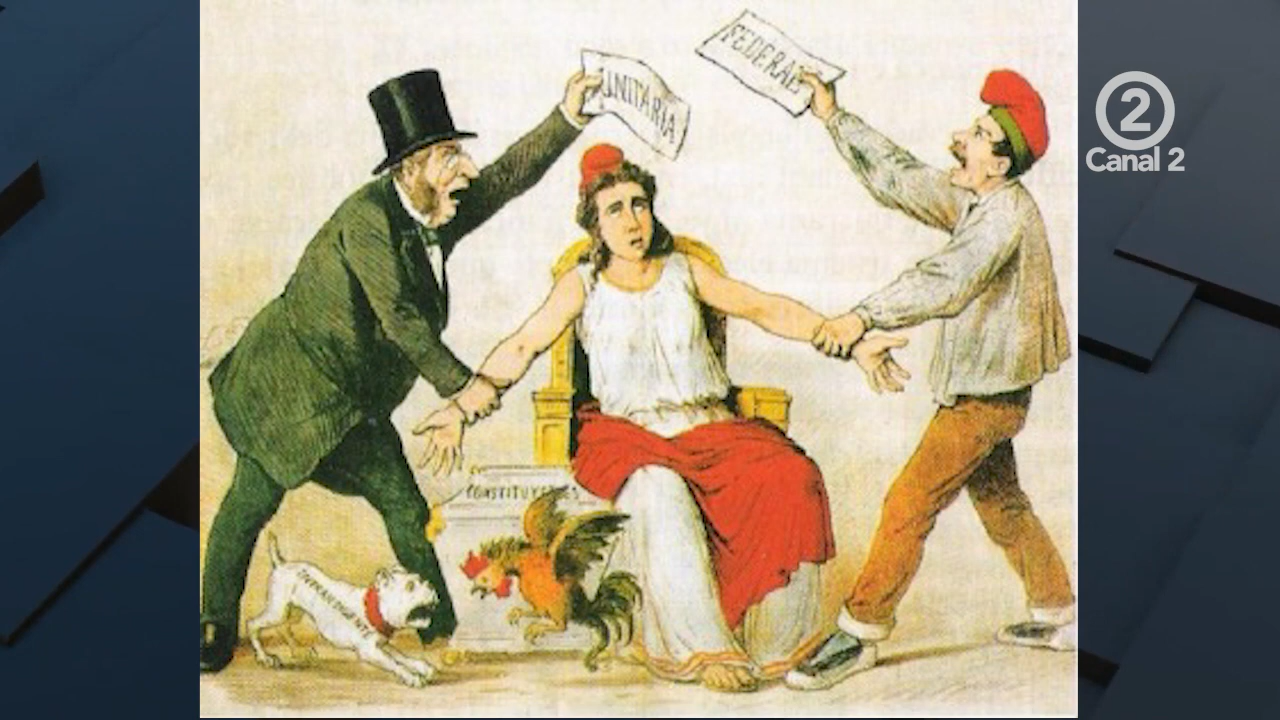 UNITARIA
FEDERAL
2
Canal 2
CONSTITUYENTES